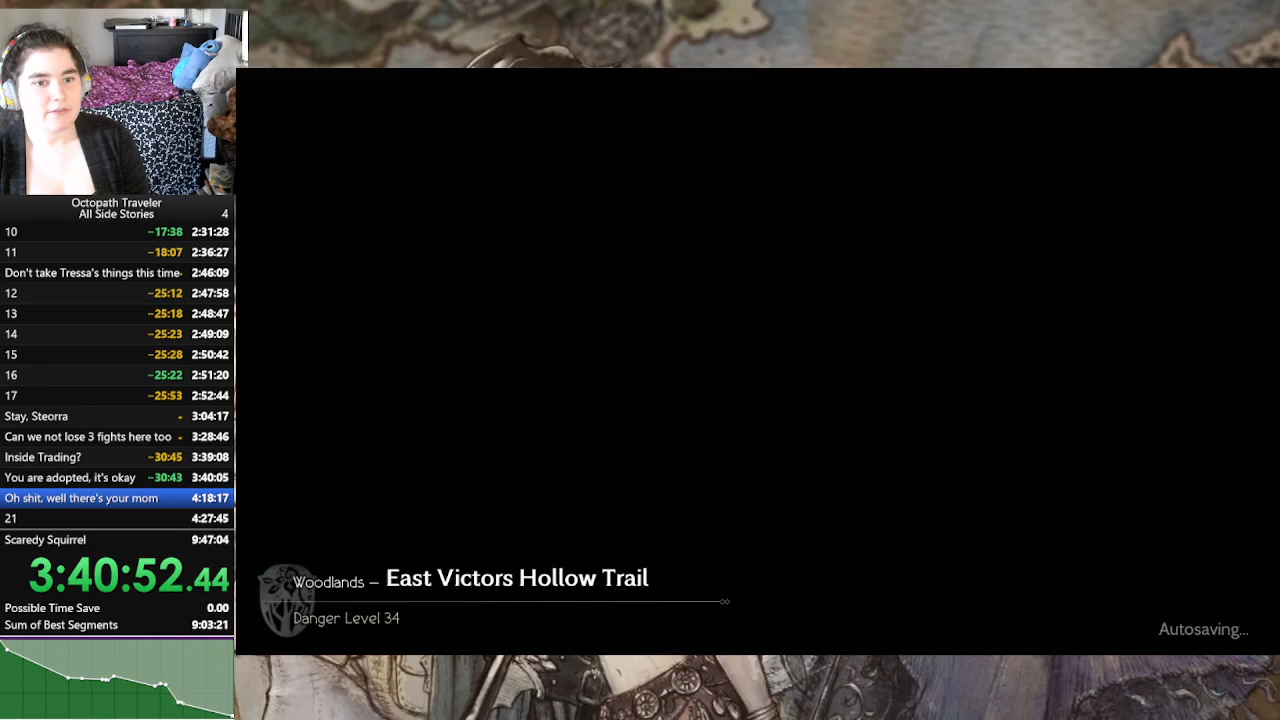 Octopath Traveler
All Side Stories 4
10 -17:38 2:31:28
11 -18:07 2:36:27
Don't take Tressa's things this time - 2:46:09
12 -25:12 2:47:58
13 -25:18 2:48:47
14 -25:23 2:49:09
15 -25:28 2:50:42
16 -25:22 2:51:20
17 -25:53 2:52:44
Stay, Steorra - 3:04:17
Can we not lose 3 fights here too - 3:28:46
Inside Trading? -30:45 3:39:08
You are adopted, it's okay -30:43 3:40:05
Oh shit, well there's your mom 4:18:17
21 4:27:45
Scaredy Squirrel 9:47:04
3:40:52.44
Possible Time Save 0.00
Sum of Best Segments 9:03:21
Woodlands – East Victors Hollow Trail
Danger Level 34
Autosaving...